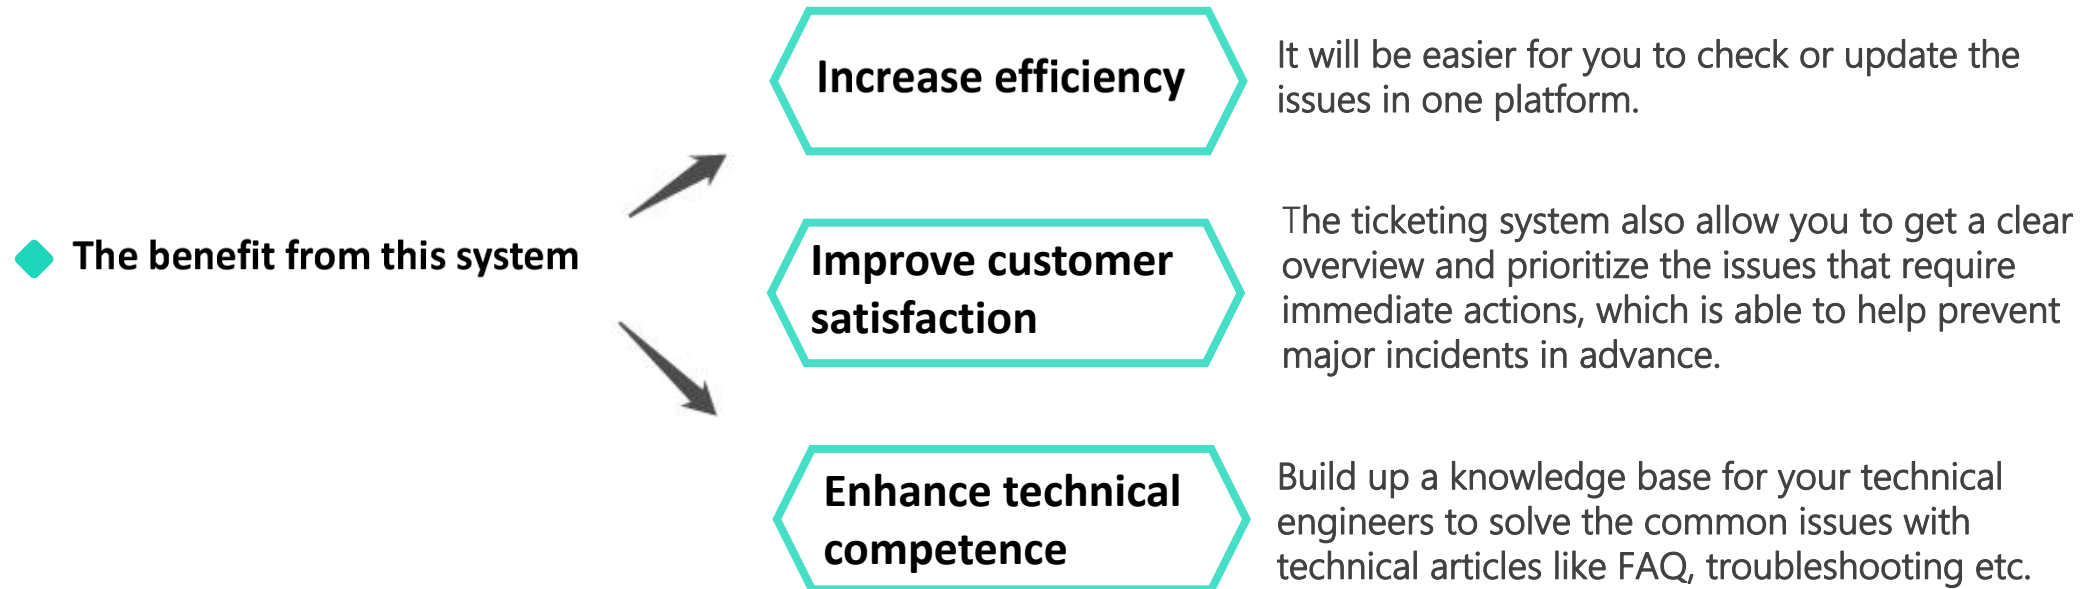 Increase efficiency
It will be easier for you to check or update the
issues in one platform.
The benefit from this system
Improve customer
satisfaction
The ticketing system also allow you to get a clear
overview and prioritize the issues that require
immediate actions, which is able to help prevent
major incidents in advance.
Enhance technical
competence
Build up a knowledge base for your technical
engineers to solve the common issues with
technical articles like FAQ, troubleshooting etc.